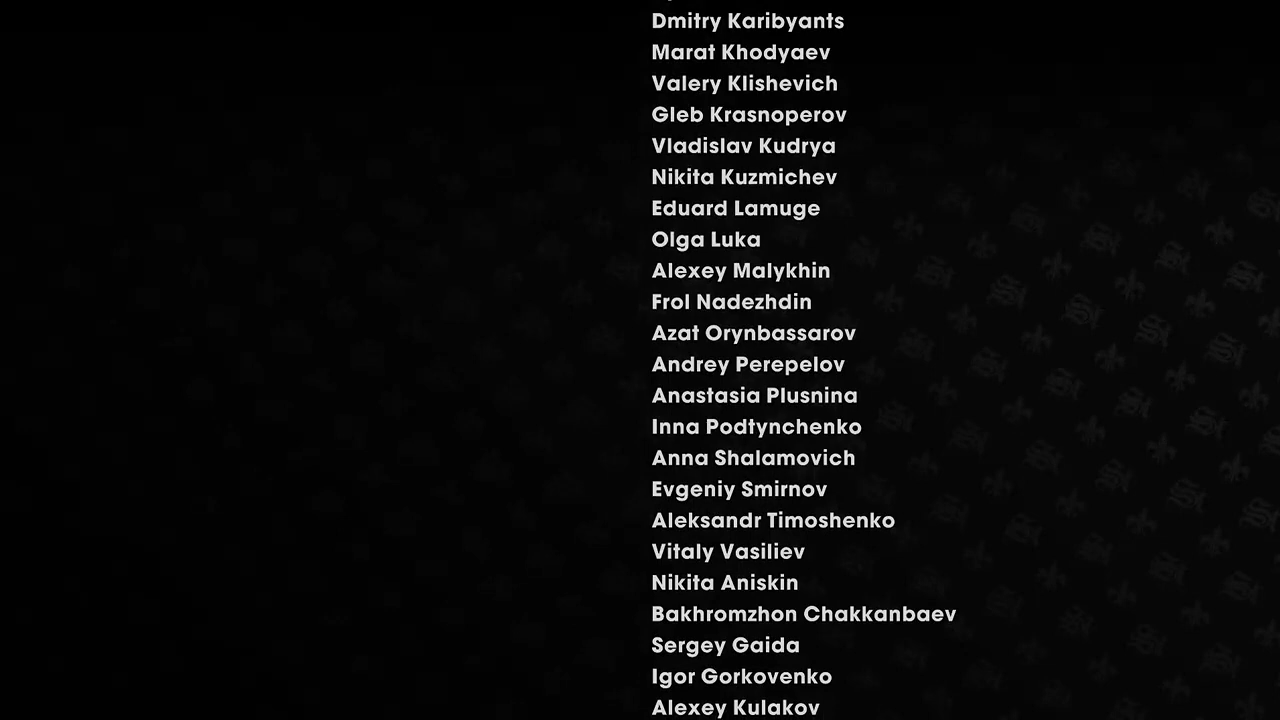 Dmitry Karibyants
Marat Khodyaev
Valery Klishevich
Gleb Krasnoperov
Vladislav Kudrya
Nikita Kuzmichev
Eduard Lamuge
Olga Luka
Alexey Malykhin
Frol Nadezhdin
Azat Orynbassarov
Andrey Perepelov
Anastasia Plusnina
Inna Podtynchenko
Anna Shalamovich
Evgeniy Smirnov
Aleksandr Timoshenko
Vitaly Vasiliev
Nikita Aniskin
Bakhromzhon Chakkanbaev
Sergey Gaida
Igor Gorkovenko
Alexey Kulakov